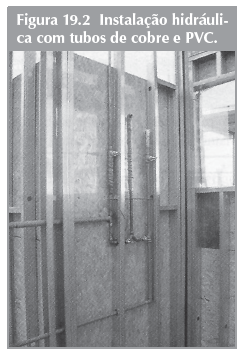 Figura 19.2 Instalação hidráuli-
ca com tubos de cobre e PVC.